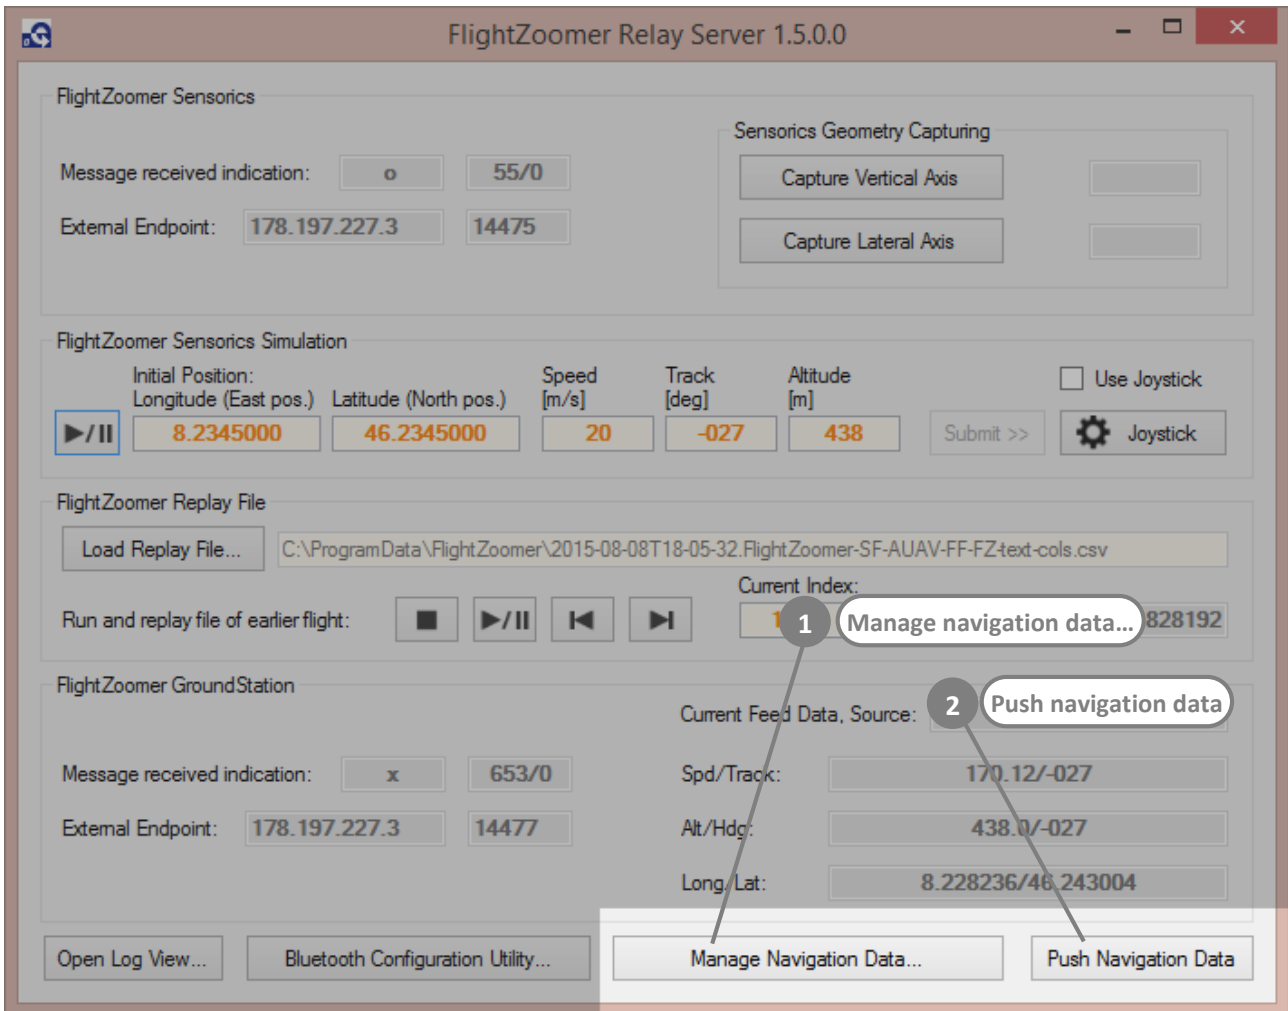 FlightZoomer Relay Server 1.5.0.0
FlightZoomer Sensorics
Sensorics Geometry Capturing
Message received indication: o 55/0
Capture Vertical Axis
External Endpoint: 178.197.227.3 14475
Capture Lateral Axis
FlightZoomer Sensorics Simulation
Initial Position:
Longitude (East pos.) Latitude (North pos.) Speed [m/s] Track [deg] Altitude [m] Use Joystick
8.2345000 46.2345000 20 -027 438 Submit >> Joystick
FlightZoomer Replay File
Load Replay File... C:\ProgramData\FlightZoomer\2015-08-08T18-05-32.FlightZoomer-SF-AUAV-FF-FZ-text-cols.csv
Current Index:
Run and replay file of earlier flight: 1 Manage navigation data... 828192
FlightZoomer GroundStation
Current Feed Data, Source: 2 Push navigation data
Message received indication: x 653/0 Spd/Track: 170.12/-027
External Endpoint: 178.197.227.3 14477 Alt/Hdg: 438.0/-027
Long/Lat: 8.228236/46.243004
Open Log View... Bluetooth Configuration Utility... Manage Navigation Data... Push Navigation Data